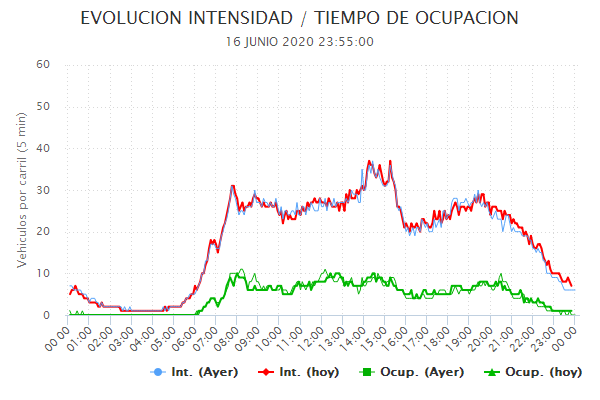 EVOLUCION INTENSIDAD / TIEMPO DE OCUPACION
16 JUNIO 2020 23:55:00
Vehículos por carril (5 min)
60
50
40
30
20
10
0
00:00 01:00 02:00 03:00 04:00 05:00 06:00 07:00 08:00 09:00 10:00 11:00 12:00 13:00 14:00 15:00 16:00 17:00 18:00 19:00 20:00 21:00 22:00 23:00 00:00
Int. (Ayer) Int. (hoy) Ocup. (Ayer) Ocup. (hoy)